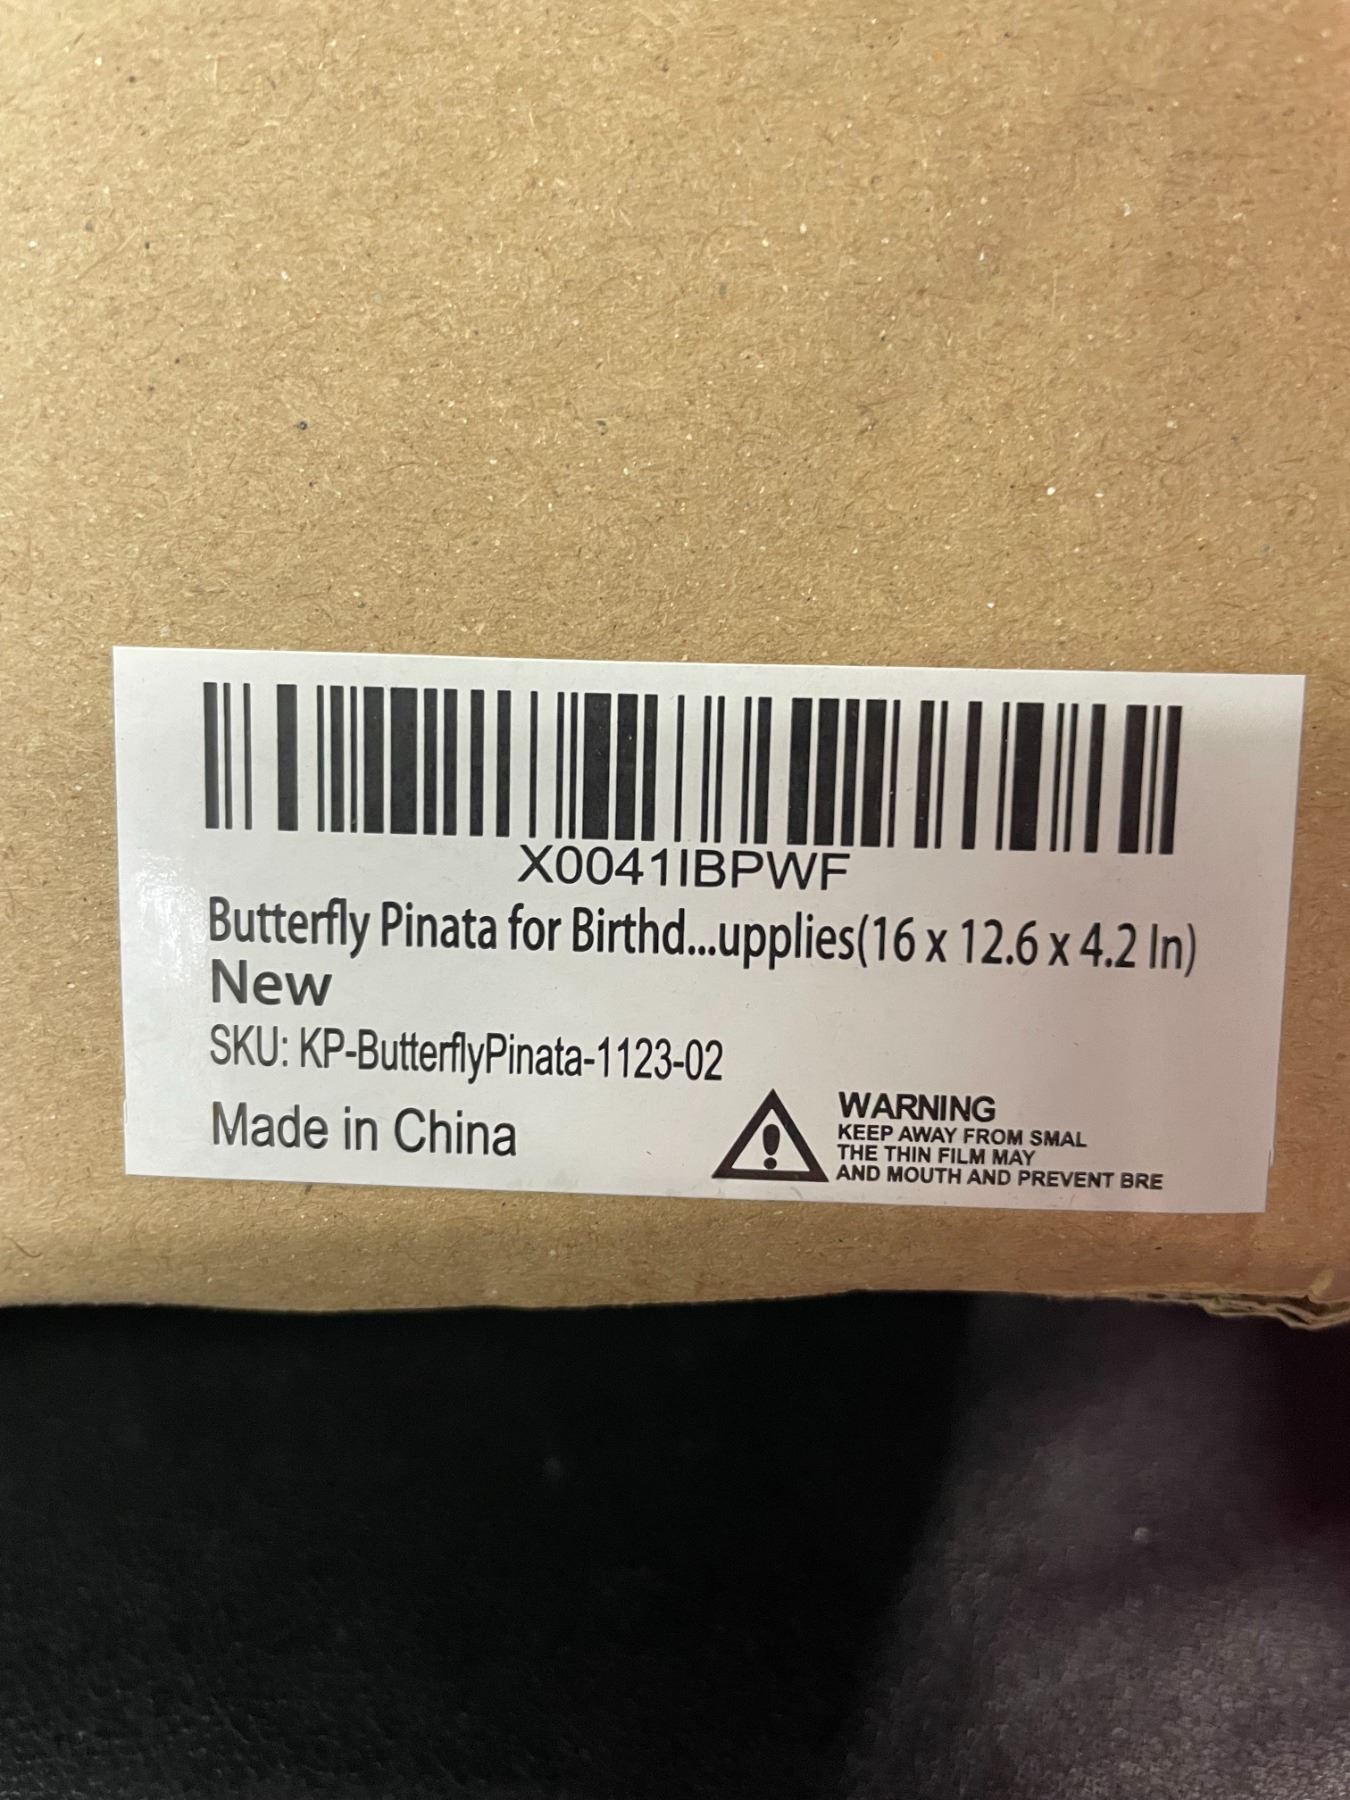 X0041IBPWF
Butterfly Pinata for Birthd...upplies(16 x 12.6 x 4.2 In)
New
SKU: KP-ButterflyPinata-1123-02
Made in China
WARNING
KEEP AWAY FROM SMAL
THE THIN FILM MAY
AND MOUTH AND PREVENT BRE